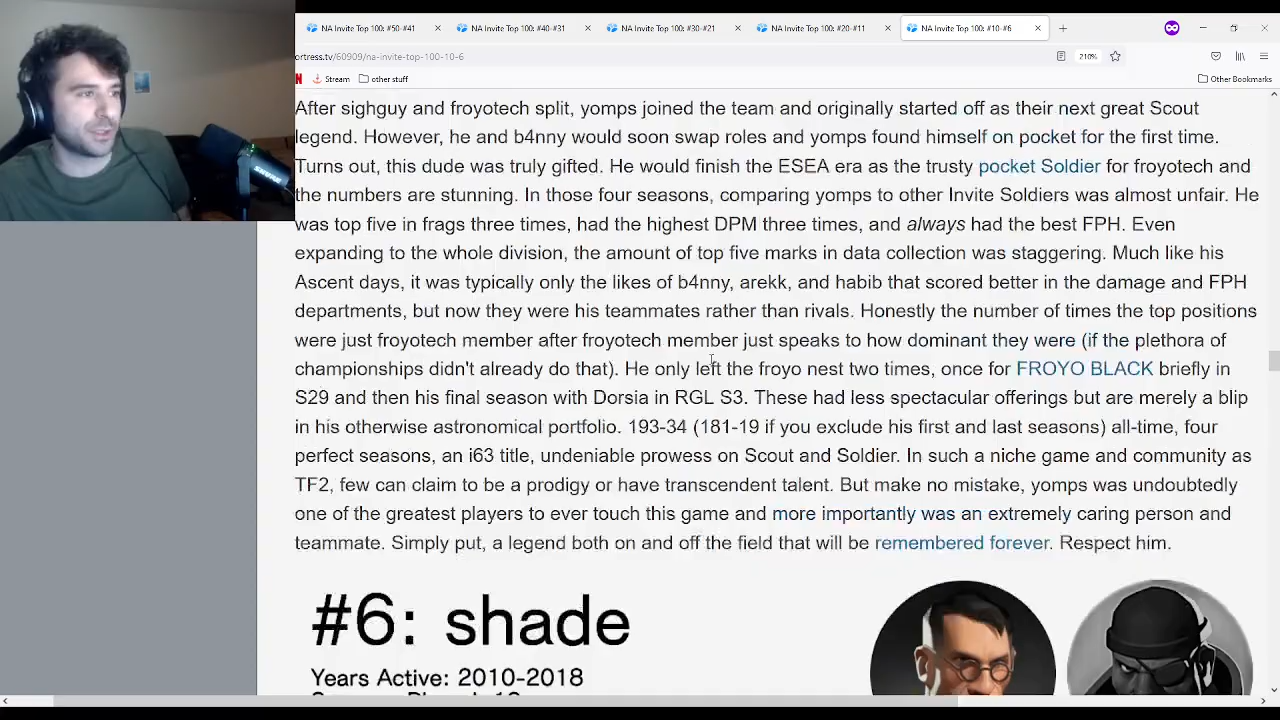 NA Invite Top 100: #50-#41
NA Invite Top 100: #40-#31
NA Invite Top 100: #30-#21
NA Invite Top 100: #20-#11
NA Invite Top 100: #10-#6
ortress.tv/60909/na-invite-top-100-10-6
210%
Stream
other stuff
Other Bookmarks
After sighguy and froyotech split, yomps joined the team and originally started off as their next great Scout
legend. However, he and b4nny would soon swap roles and yomps found himself on pocket for the first time.
Turns out, this dude was truly gifted. He would finish the ESEA era as the trusty pocket Soldier for froyotech and
the numbers are stunning. In those four seasons, comparing yomps to other Invite Soldiers was almost unfair. He
was top five in frags three times, had the highest DPM three times, and always had the best FPH. Even
expanding to the whole division, the amount of top five marks in data collection was staggering. Much like his
Ascent days, it was typically only the likes of b4nny, arekk, and habib that scored better in the damage and FPH
departments, but now they were his teammates rather than rivals. Honestly the number of times the top positions
were just froyotech member after froyotech member just speaks to how dominant they were (if the plethora of
championships didn't already do that). He only left the froyo nest two times, once for FROYO BLACK briefly in
S29 and then his final season with Dorsia in RGL S3. These had less spectacular offerings but are merely a blip
in his otherwise astronomical portfolio. 193-34 (181-19 if you exclude his first and last seasons) all-time, four
perfect seasons, an i63 title, undeniable prowess on Scout and Soldier. In such a niche game and community as
TF2, few can claim to be a prodigy or have transcendent talent. But make no mistake, yomps was undoubtedly
one of the greatest players to ever touch this game and more importantly was an extremely caring person and
teammate. Simply put, a legend both on and off the field that will be remembered forever. Respect him.
#6: shade
Years Active: 2010-2018
SHURE